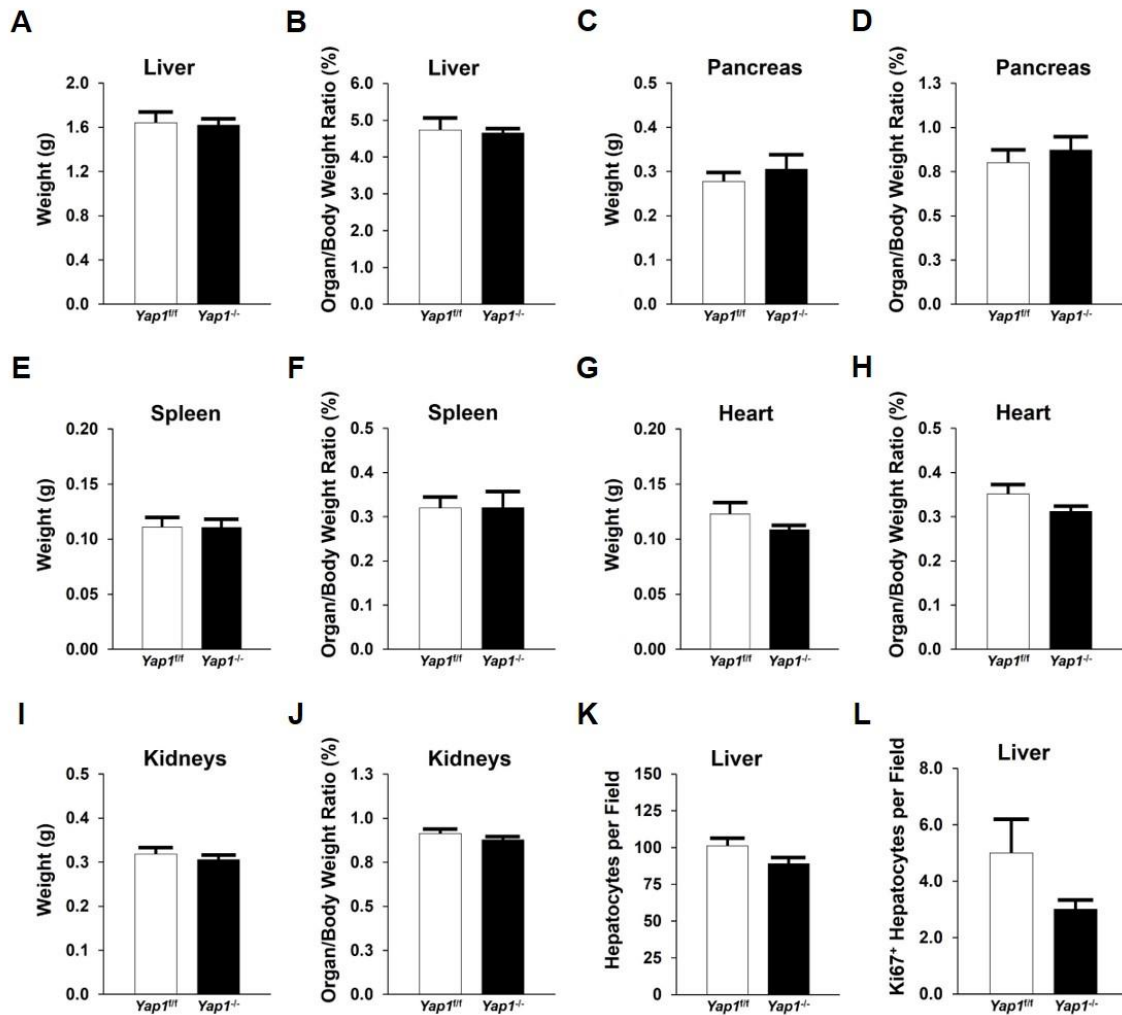 A
Liver
Weight (g)
2.0
1.6
1.2
0.8
0.4
0.0
Yap1f/f Yap1-/-
B
Liver
Organ/Body Weight Ratio (%)
6.0
5.0
4.0
3.0
2.0
1.0
0.0
Yap1f/f Yap1-/-
C
Pancreas
Weight (g)
0.5
0.4
0.3
0.2
0.1
0.0
Yap1f/f Yap1-/-
D
Pancreas
Organ/Body Weight Ratio (%)
1.3
1.0
0.8
0.5
0.3
0.0
Yap1f/f Yap1-/-
E
Spleen
Weight (g)
0.20
0.15
0.10
0.05
0.00
Yap1f/f Yap1-/-
F
Spleen
Organ/Body Weight Ratio (%)
0.5
0.4
0.3
0.2
0.1
0.0
Yap1f/f Yap1-/-
G
Heart
Weight (g)
0.20
0.15
0.10
0.05
0.00
Yap1f/f Yap1-/-
H
Heart
Organ/Body Weight Ratio (%)
0.5
0.4
0.3
0.2
0.1
0.0
Yap1f/f Yap1-/-
I
Kidneys
Weight (g)
0.5
0.4
0.3
0.2
0.1
0.0
Yap1f/f Yap1-/-
J
Kidneys
Organ/Body Weight Ratio (%)
1.3
1.0
0.8
0.5
0.3
0.0
Yap1f/f Yap1-/-
K
Liver
Hepatocytes per Field
150
125
100
75
50
25
0
Yap1f/f Yap1-/-
L
Liver
Ki67+ Hepatocytes per Field
8.0
6.0
4.0
2.0
0.0
Yap1f/f Yap1-/-